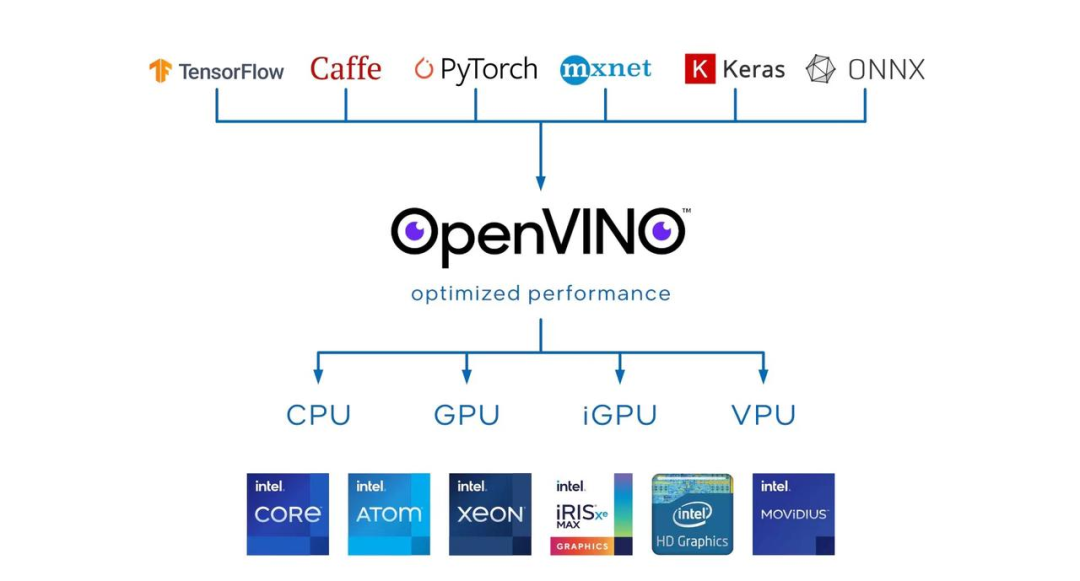 TensorFlow Caffe PyTorch mxnet Keras ONNX
OpenVINO™
optimized performance
CPU GPU iGPU VPU
intel. CORE
intel. ATOM
intel. XEON
intel. iRIS Xe MAX GRAPHICS
intel HD Graphics
intel. MOVIDIUS